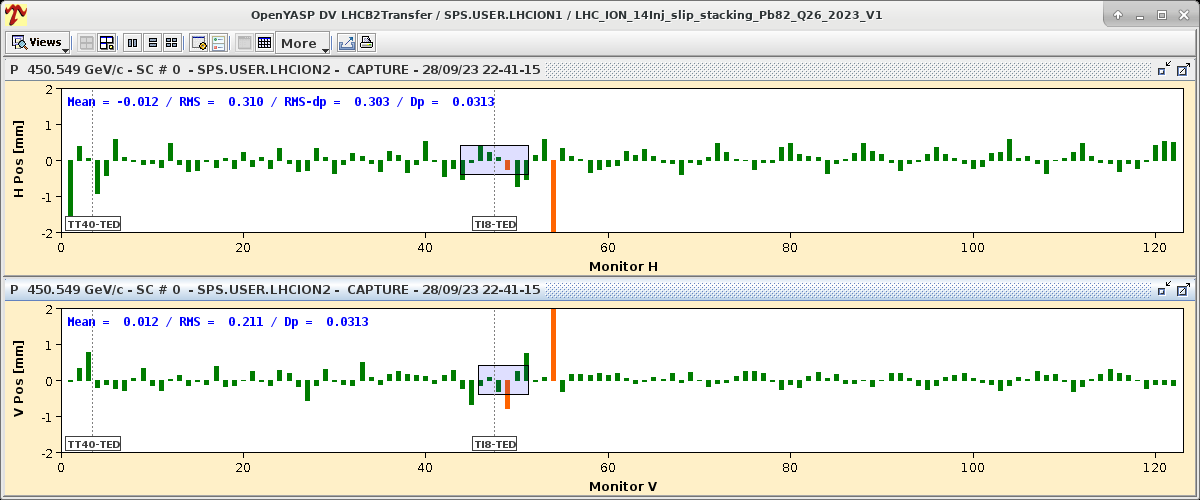 OpenYASP DV LHCB2Transfer / SPS.USER.LHCION1 / LHC_ION_14Inj_slip_stacking_Pb82_Q26_2023_V1
Views More
P 450.549 GeV/c - SC # 0 - SPS.USER.LHCION2 - CAPTURE - 28/09/23 22-41-15
Mean = -0.012 / RMS = 0.310 / RMS-dp = 0.303 / Dp = 0.0313
H Pos [mm]
2
1
0
-1
-2
TT40-TED TI8-TED
0 20 40 60 80 100 120
Monitor H
P 450.549 GeV/c - SC # 0 - SPS.USER.LHCION2 - CAPTURE - 28/09/23 22-41-15
Mean = 0.012 / RMS = 0.211 / Dp = 0.0313
V Pos [mm]
2
1
0
-1
-2
TT40-TED TI8-TED
0 20 40 60 80 100 120
Monitor V